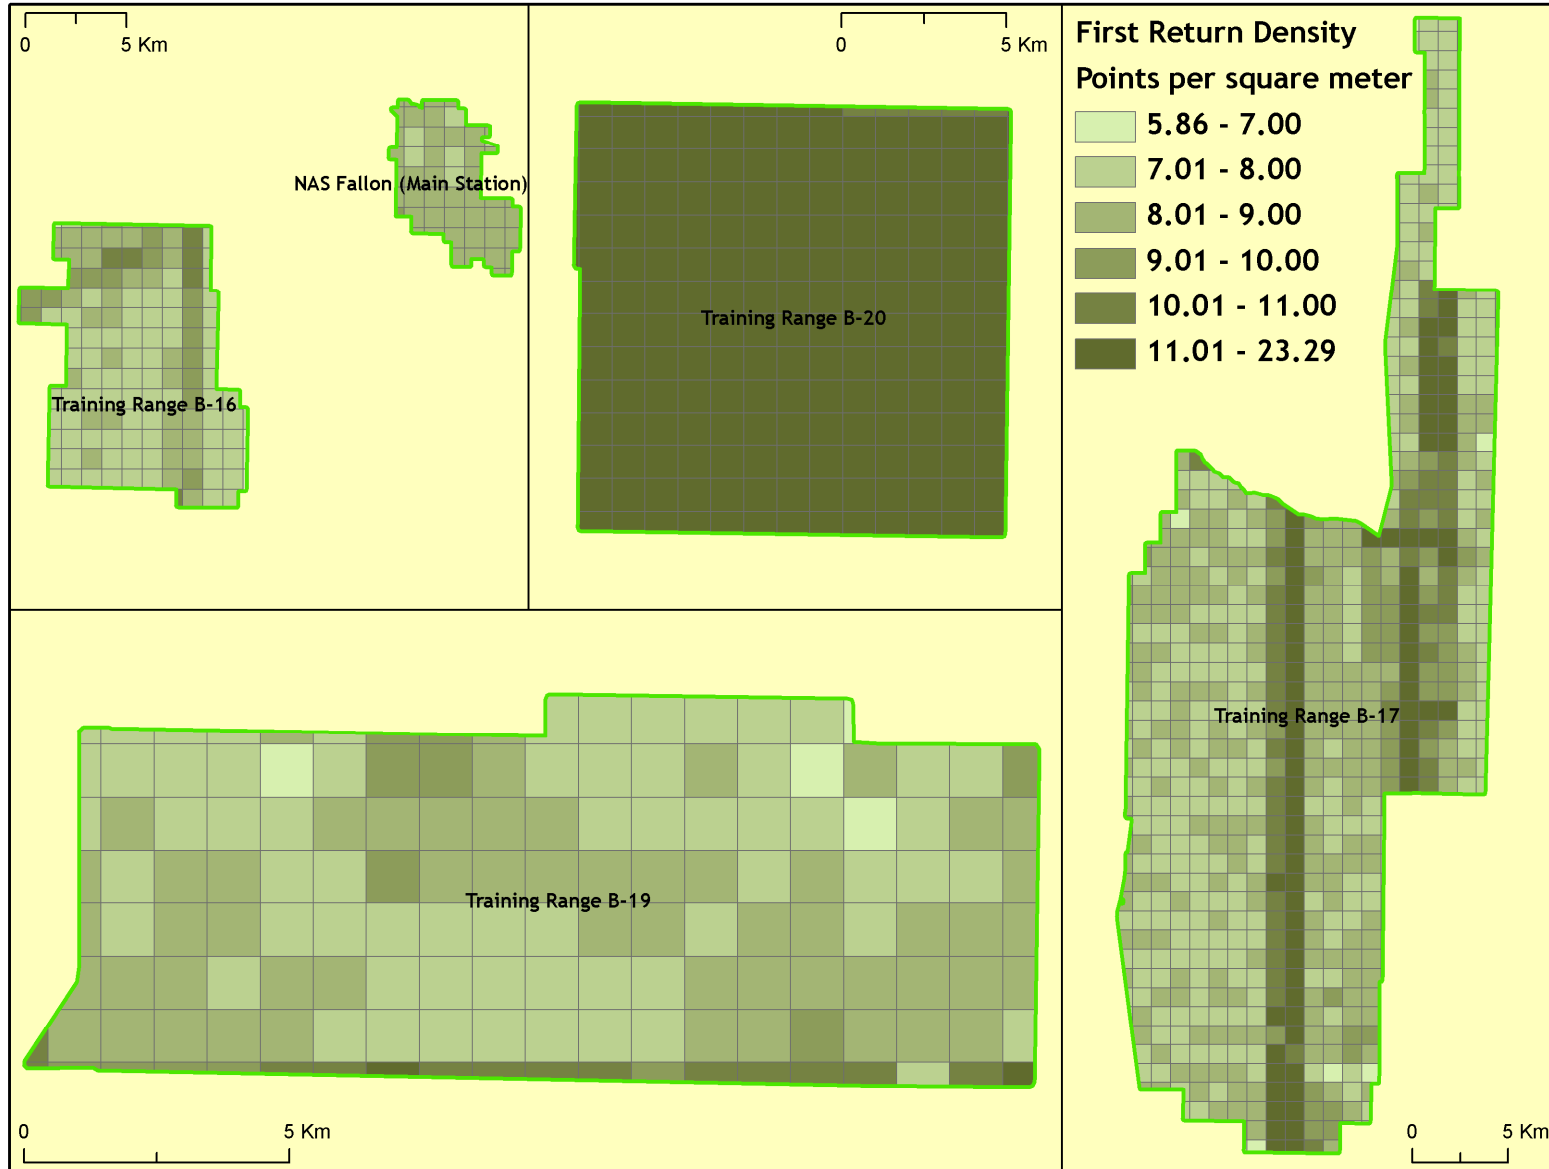 0 5 Km
NAS Fallon (Main Station)
Training Range B-16
0 5 Km
Training Range B-20
First Return Density
Points per square meter
5.86 - 7.00
7.01 - 8.00
8.01 - 9.00
9.01 - 10.00
10.01 - 11.00
11.01 - 23.29
Training Range B-17
0 5 Km
Training Range B-19
0 5 Km